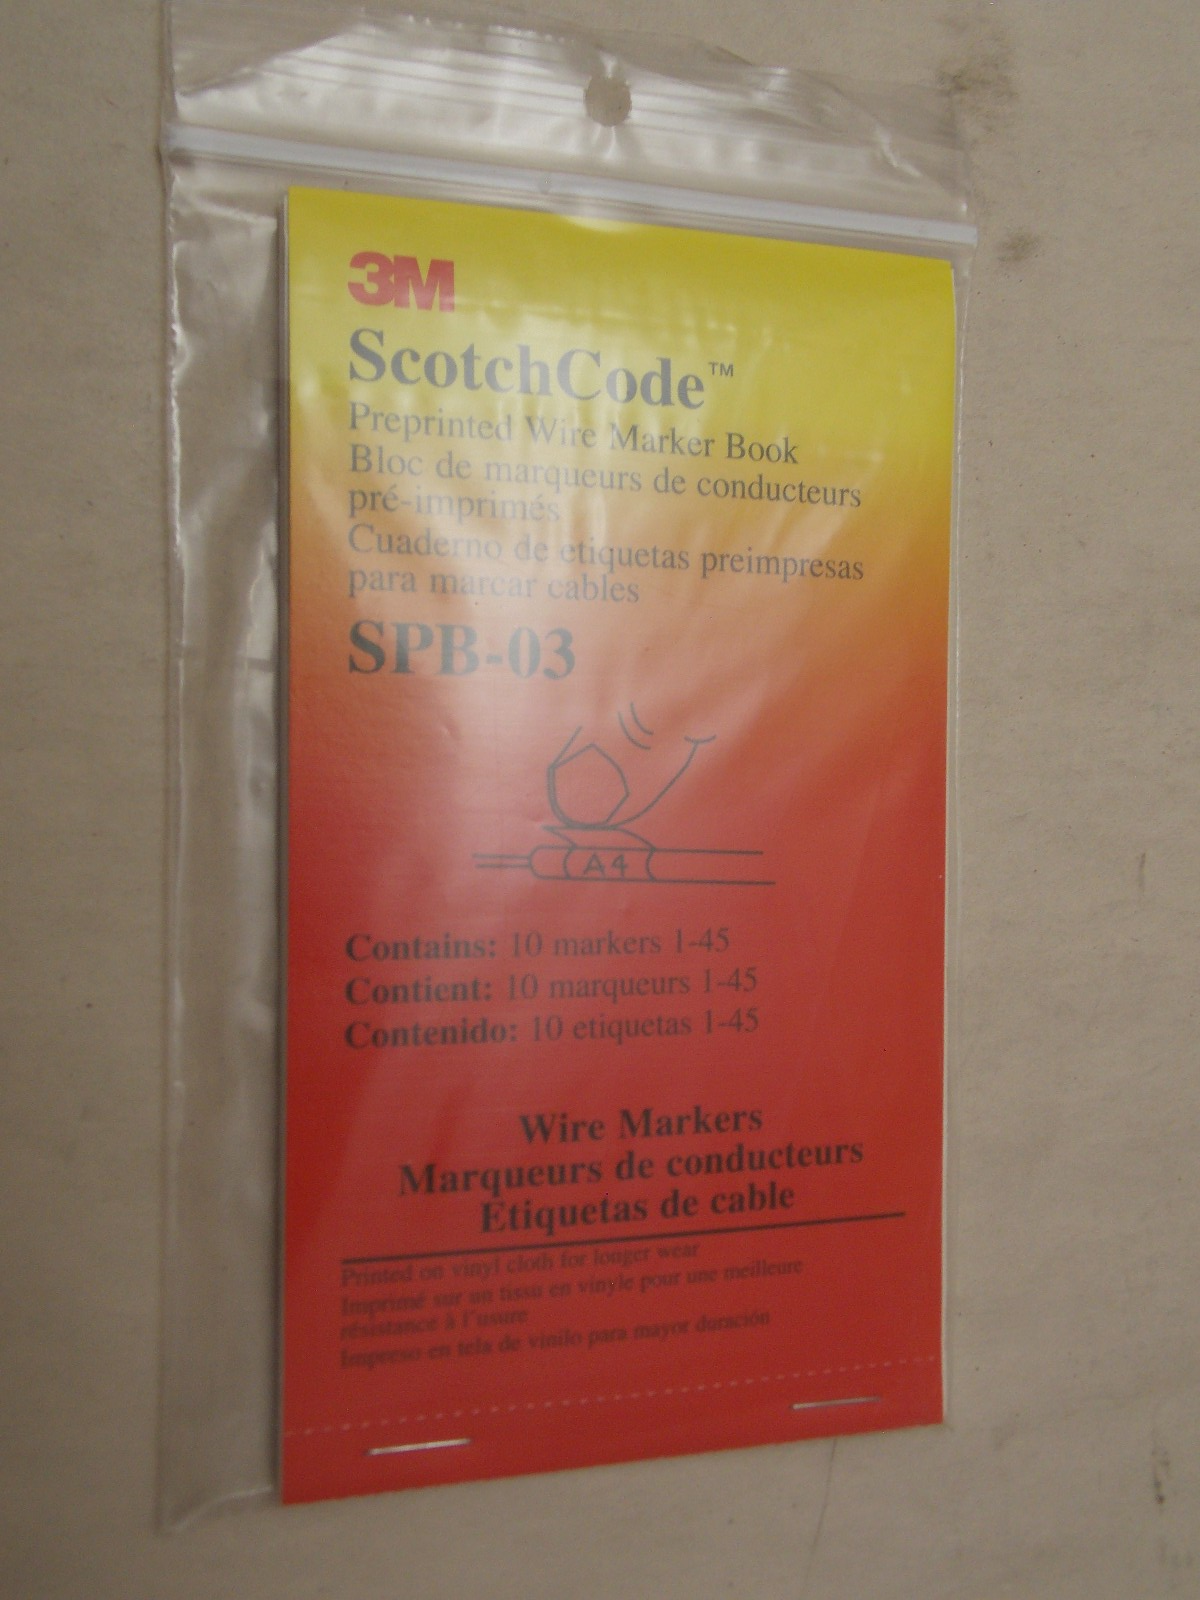 3M
ScotchCode™
Preprinted Wire Marker Book
Bloc de marqueurs de conducteurs
pré-imprimés
Cuaderno de etiquetas preimpresas
para marcar cables
SPB-03
A4
Contains: 10 markers 1-45
Contient: 10 marqueurs 1-45
Contenido: 10 etiquetas 1-45
Wire Markers
Marqueurs de conducteurs
Etiquetas de cable
Printed on vinyl cloth for longer wear
Imprimé sur un tissu en vinyle pour une meilleure
résistance à l'usure
Impreso en tela de vinilo para mayor duración